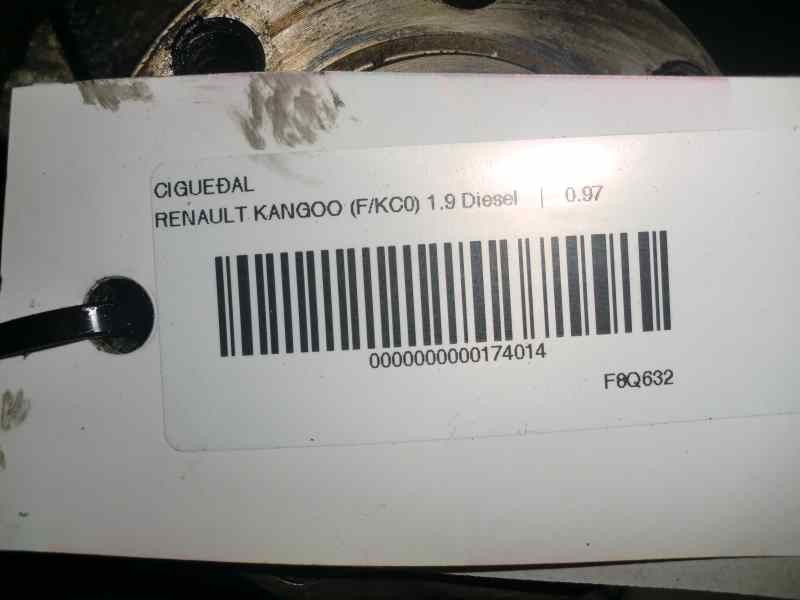 CIGUEÐAL
RENAULT KANGOO (F/KC0) 1.9 Diesel | 0.97
0000000000174014
F8Q632